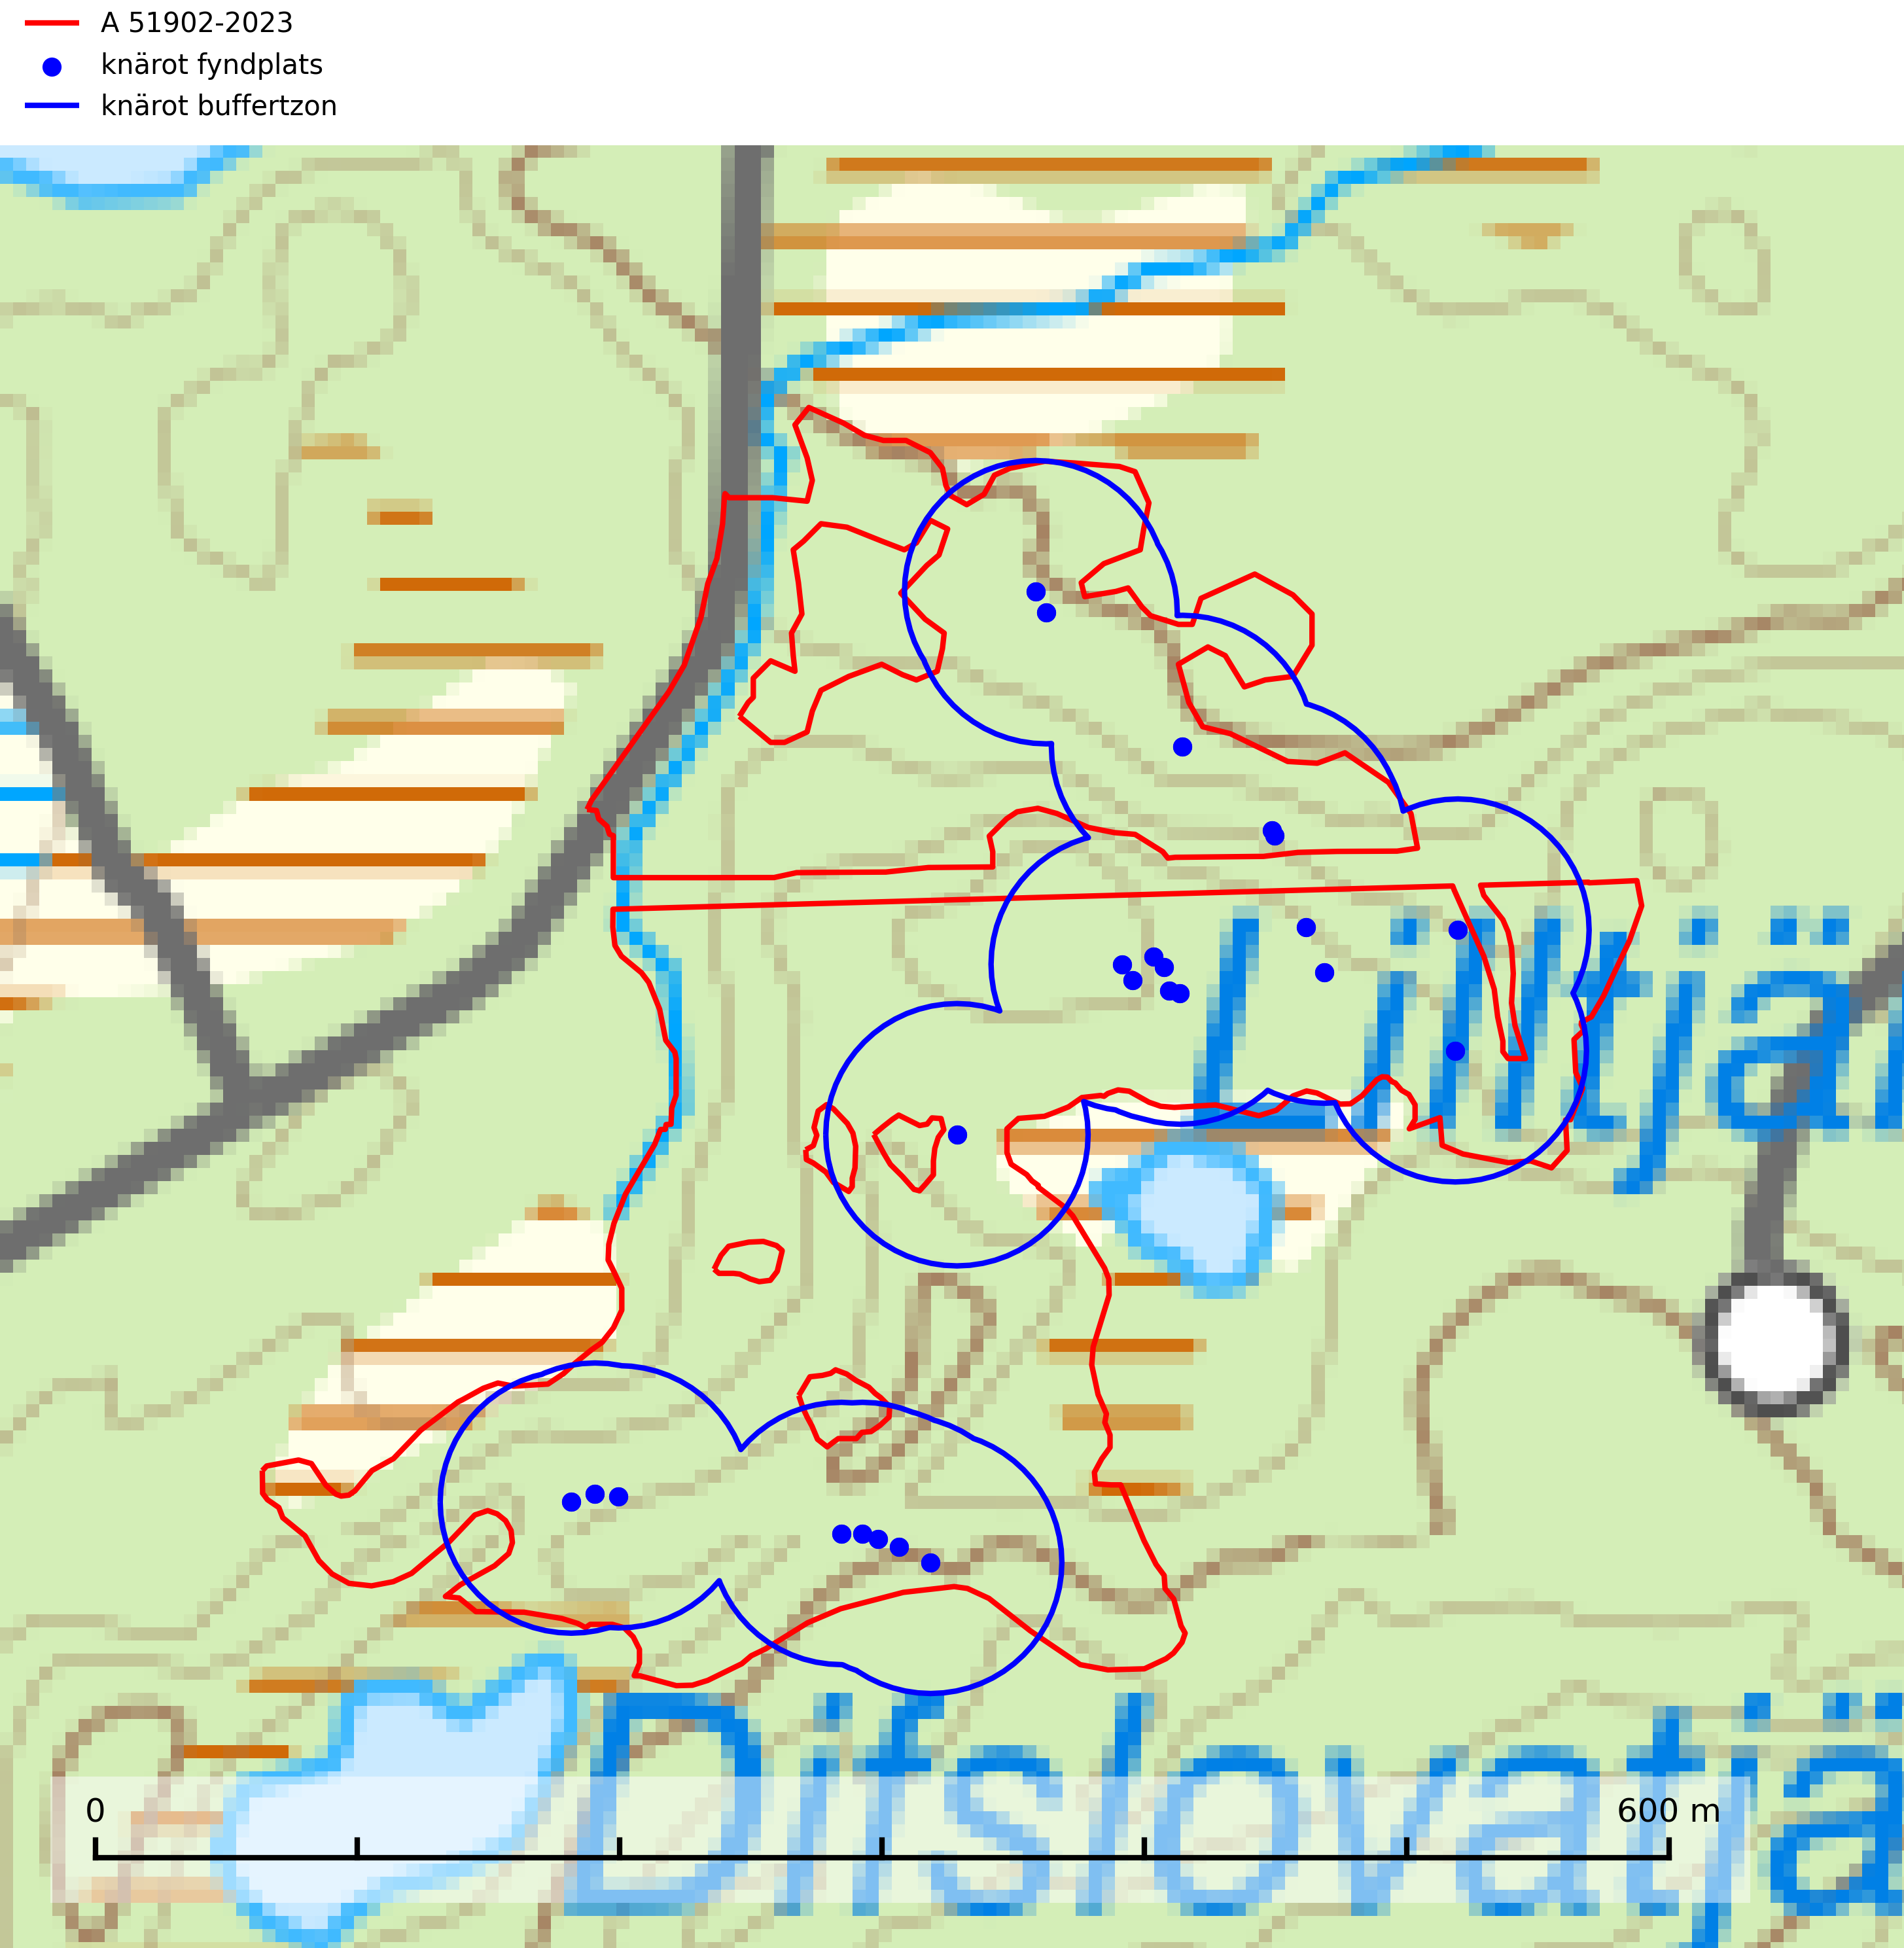 A 51902-2023
knärot fyndplats
knärot buffertzon
0
600 m